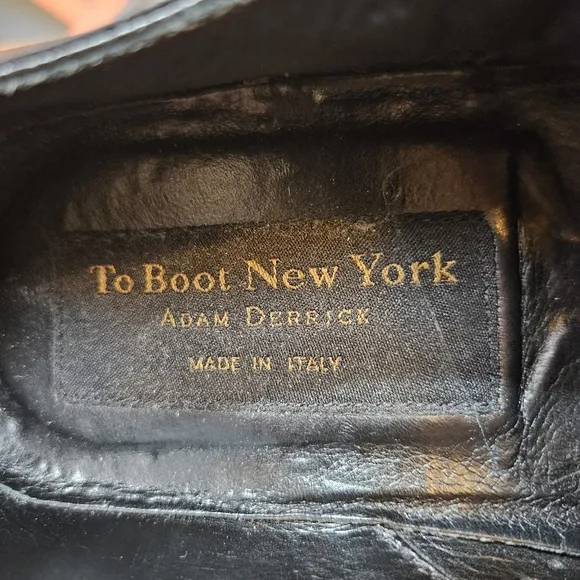 To Boot New York
ADAM DERRICK
MADE IN ITALY